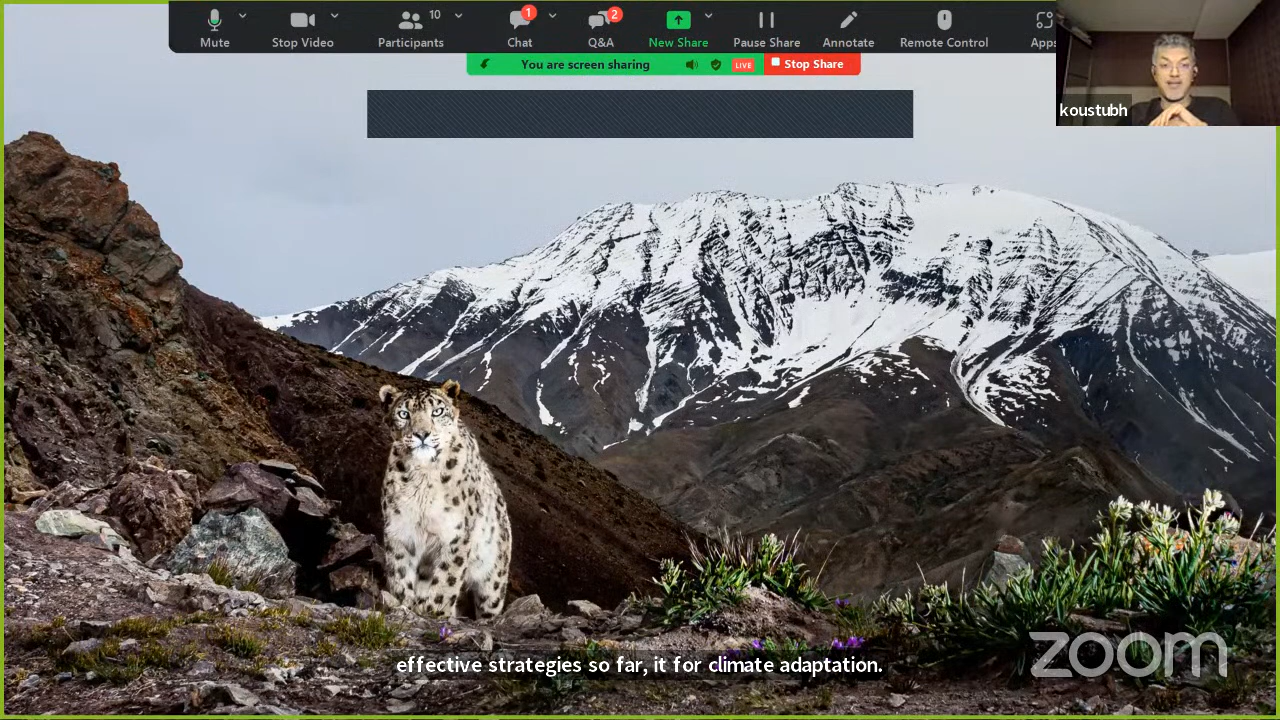 10
1
2
Mute
Stop Video
Participants
Chat
Q&A
New Share
Pause Share
Annotate
Remote Control
Apps
You are screen sharing
LIVE
Stop Share
koustubh
effective strategies so far, it for climate adaptation.
zoom